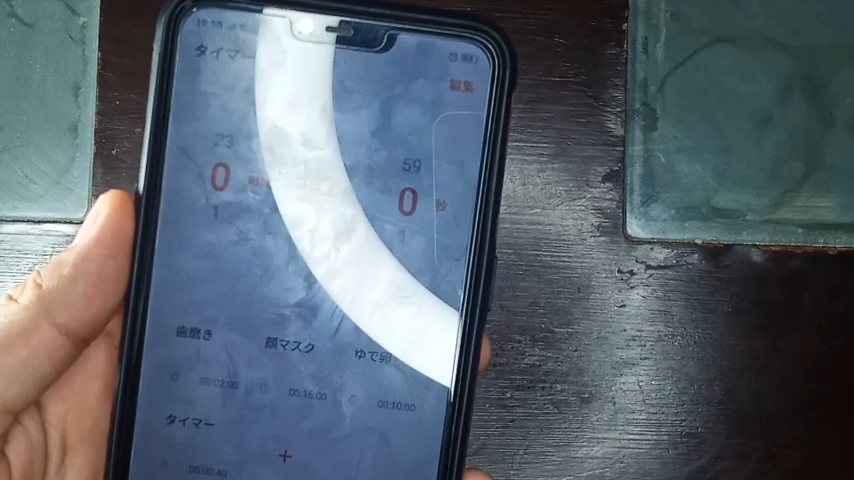 タイマー
編集
23
59
0
0 秒
1
1
歯磨き 顔マスク ゆで卵
00:02:00 00:15:00 00:10:00
タイマー
+
00:00:40